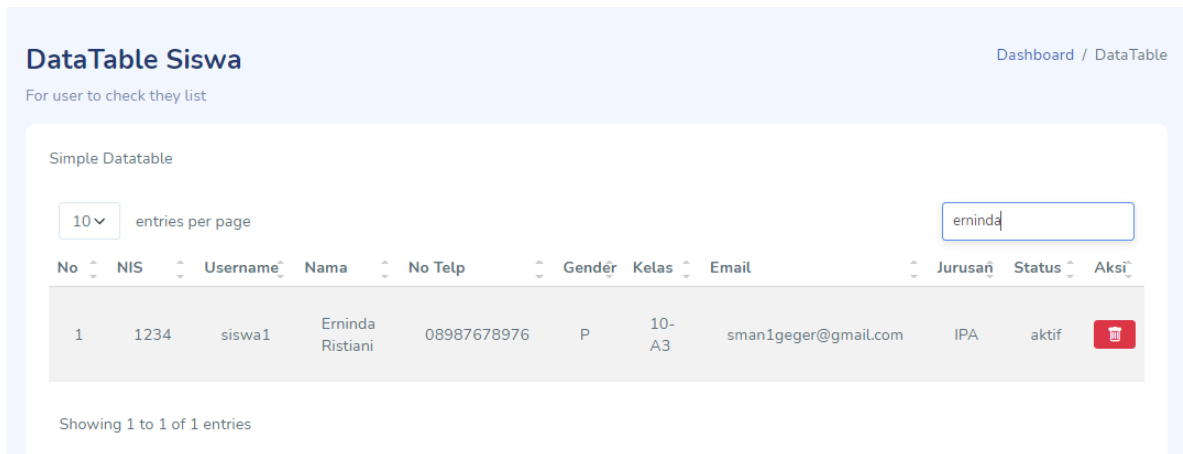 DataTable Siswa
Dashboard / DataTable
For user to check they list
Simple Datatable
10 entries per page
erninda
No NIS Username Nama No Telp Gender Kelas Email Jurusan Status Aksi
1 1234 siswa1 Erninda Ristiani 08987678976 P 10-A3 sman1geger@gmail.com IPA aktif
Showing 1 to 1 of 1 entries